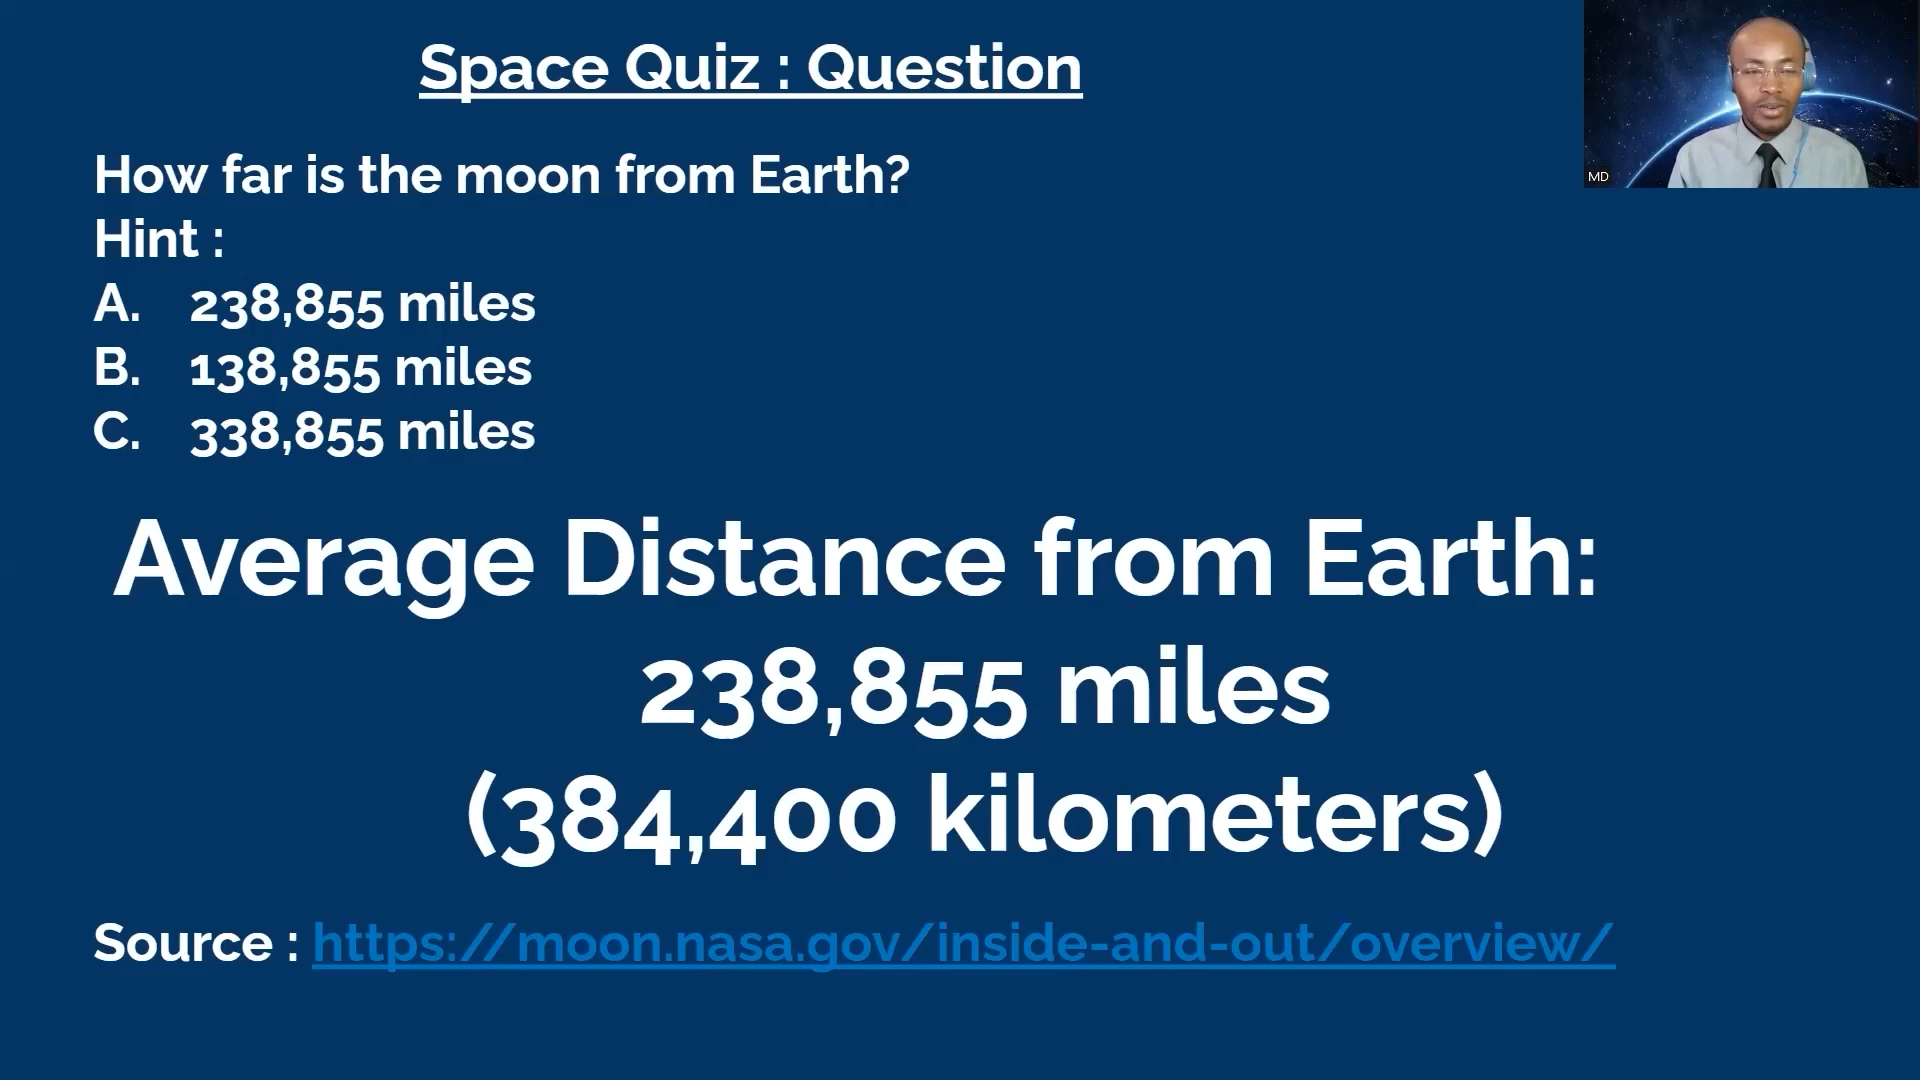 Space Quiz : Question
MD
How far is the moon from Earth?
Hint :
A. 238,855 miles
B. 138,855 miles
C. 338,855 miles
Average Distance from Earth:
238,855 miles
(384,400 kilometers)
Source : https://moon.nasa.gov/inside-and-out/overview/